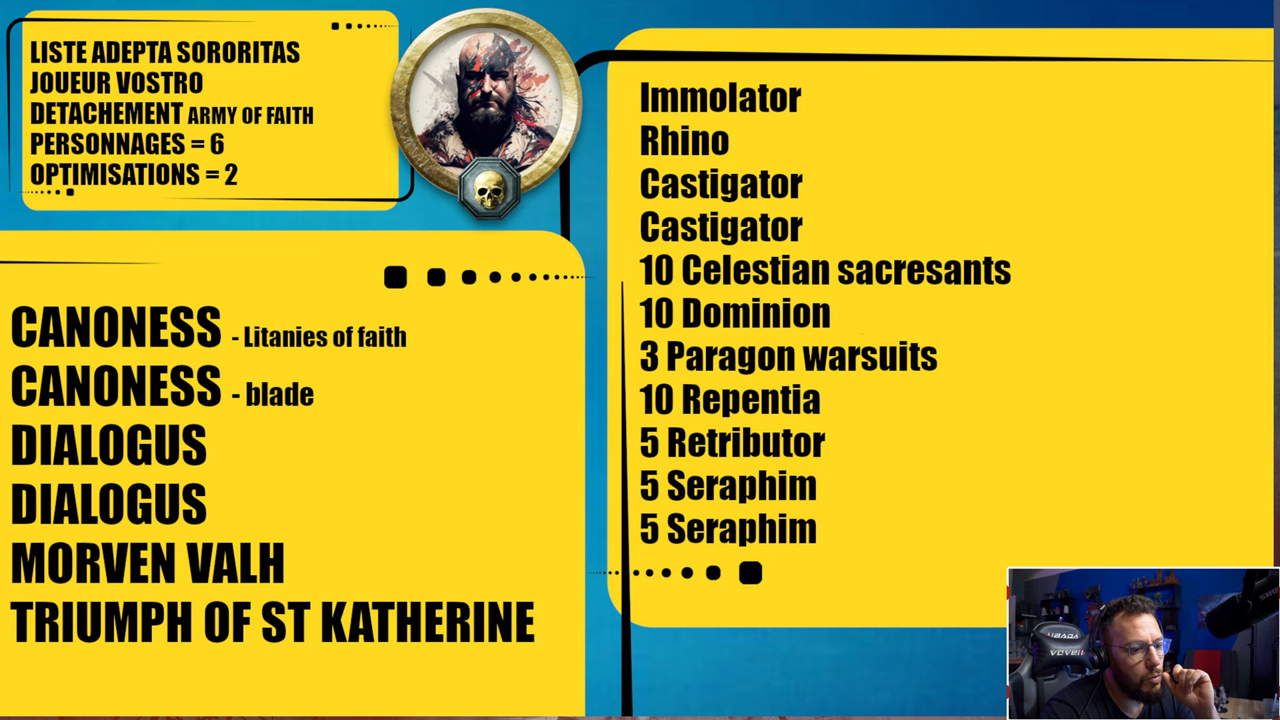 LISTE ADEPTA SORORITAS
JOUEUR VOSTRO
DETACHEMENT ARMY OF FAITH
PERSONNAGES = 6
OPTIMISATIONS = 2
CANONESS - Litanies of faith
CANONESS - blade
DIALOGUS
DIALOGUS
MORVEN VALH
TRIUMPH OF ST KATHERINE
Immolator
Rhino
Castigator
Castigator
10 Celestian sacresants
10 Dominion
3 Paragon warsuits
10 Repentia
5 Retributor
5 Seraphim
5 Seraphim